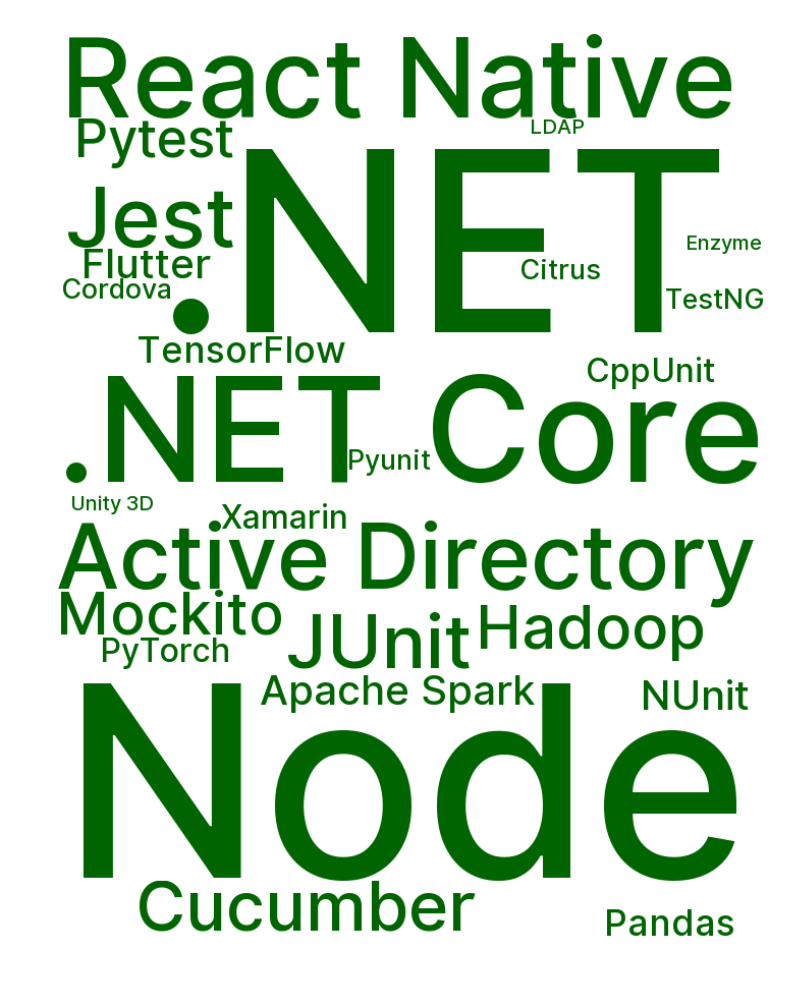 React Native
Pytest
LDAP
.NET
Jest
Enzyme
Flutter
Citrus
Cordova
TestNG
TensorFlow
CppUnit
.NET Core
Pyunit
Unity 3D
Xamarin
Active Directory
Mockito
JUnit
Hadoop
PyTorch
Apache Spark
NUnit
Node
Cucumber
Pandas